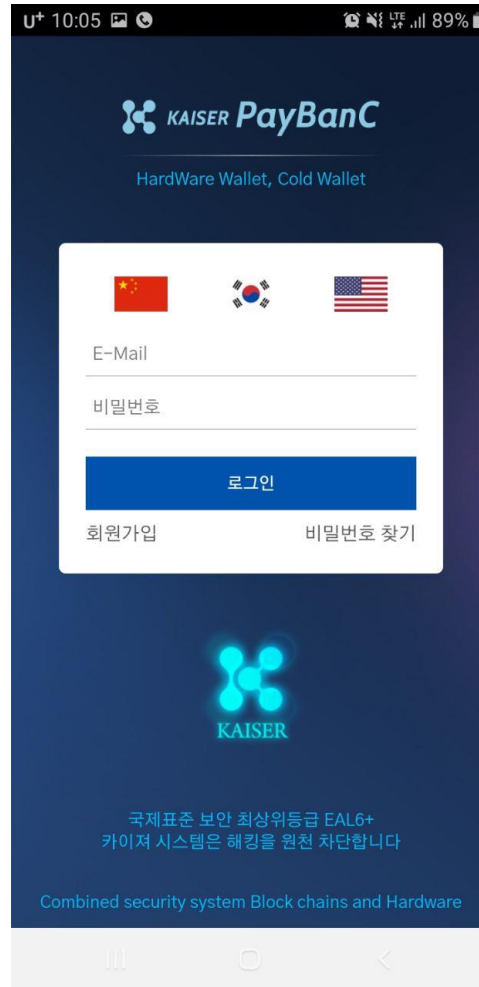 U+ 10:05 LTE 89%
KAISER PayBanC
HardWare Wallet, Cold Wallet
E-Mail
비밀번호
로그인
회원가입 비밀번호 찾기
KAISER
국제표준 보안 최상위등급 EAL6+
카이져 시스템은 해킹을 원천 차단합니다
Combined security system Block chains and Hardware